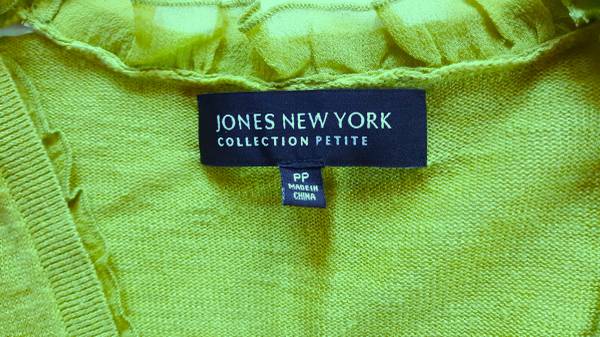 JONES NEW YORK
COLLECTION PETITE
PP
MADE IN
CHINA